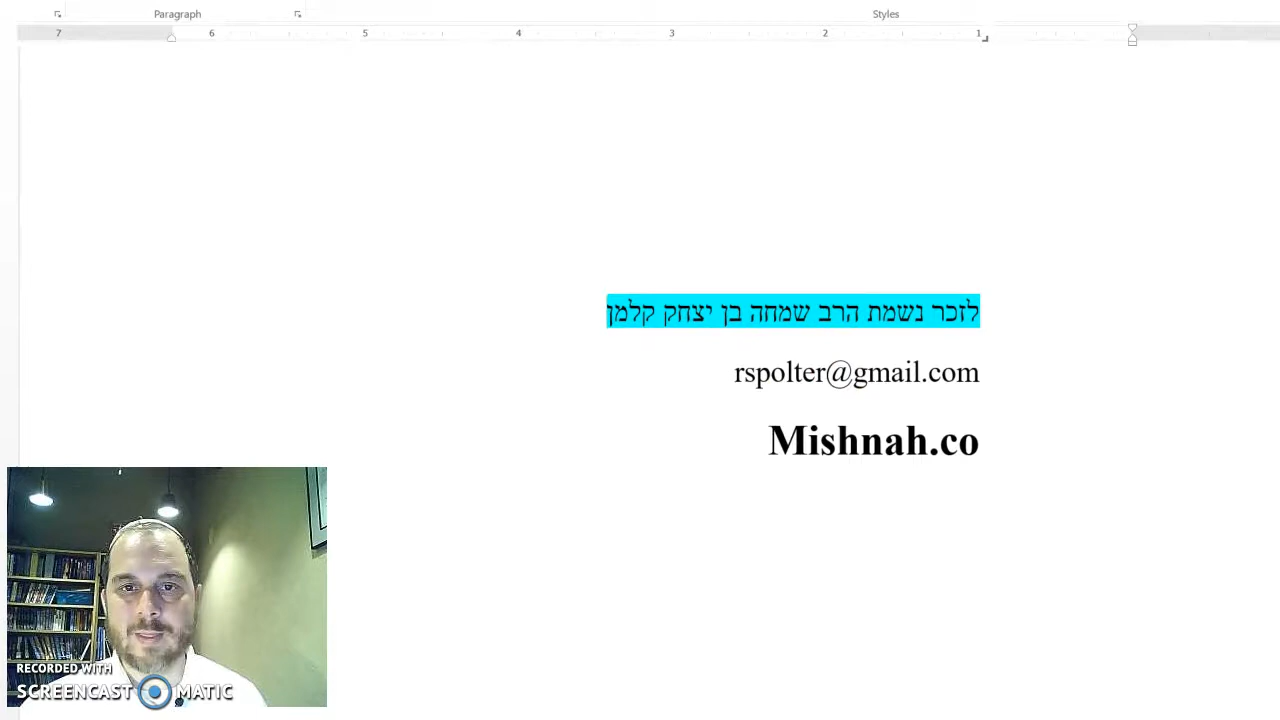 Paragraph
Styles
7 6 5 4 3 2 1
לזכר נשמת הרב שמחה בן יצחק קלמן
rspolter@gmail.com
Mishnah.co
RECORDED WITH
SCREENCAST MATIC